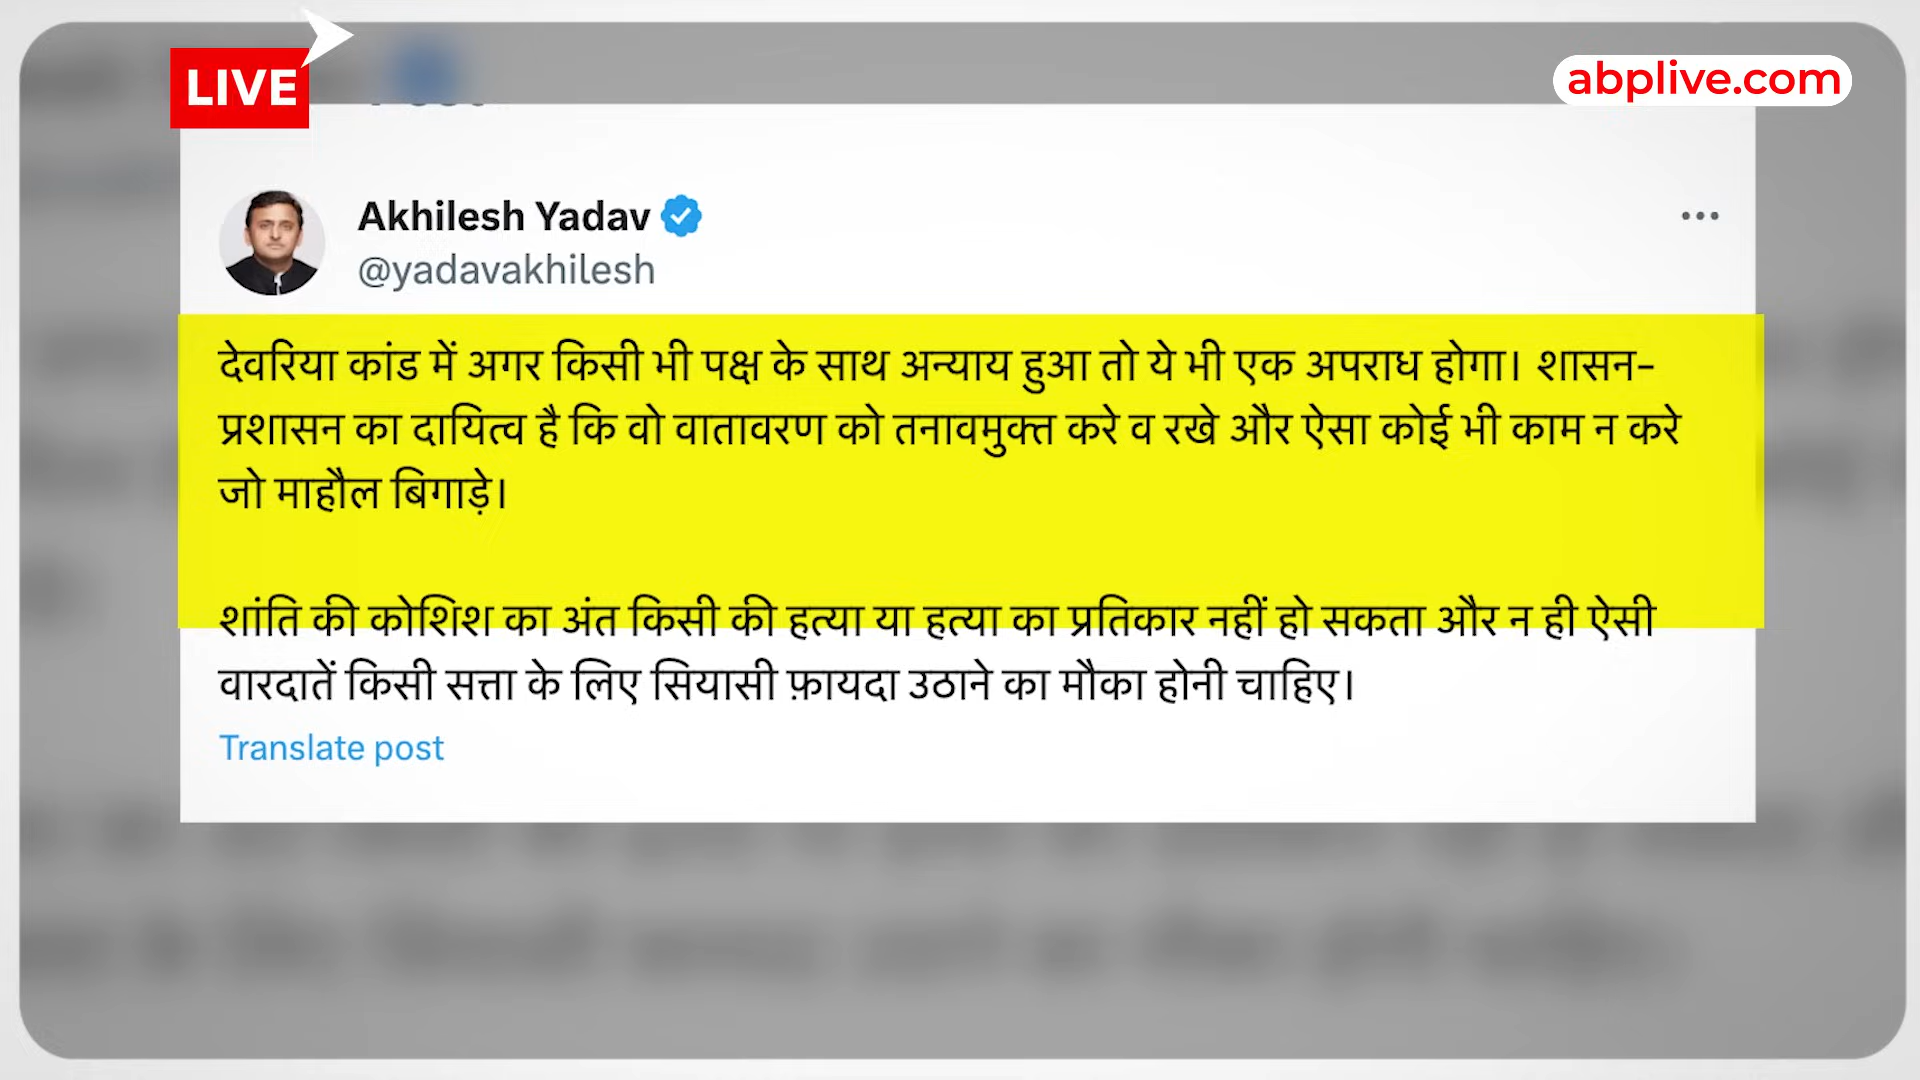 LIVE
abplive.com
Akhilesh Yadav
@yadavakhilesh
देवरिया कांड में अगर किसी भी पक्ष के साथ अन्याय हुआ तो ये भी एक अपराध होगा। शासन-
प्रशासन का दायित्व है कि वो वातावरण को तनावमुक्त करे व रखे और ऐसा कोई भी काम न करे
जो माहौल बिगाड़े।
शांति की कोशिश का अंत किसी की हत्या या हत्या का प्रतिकार नहीं हो सकता और न ही ऐसी
वारदातें किसी सत्ता के लिए सियासी फ़ायदा उठाने का मौका होनी चाहिए।
Translate post